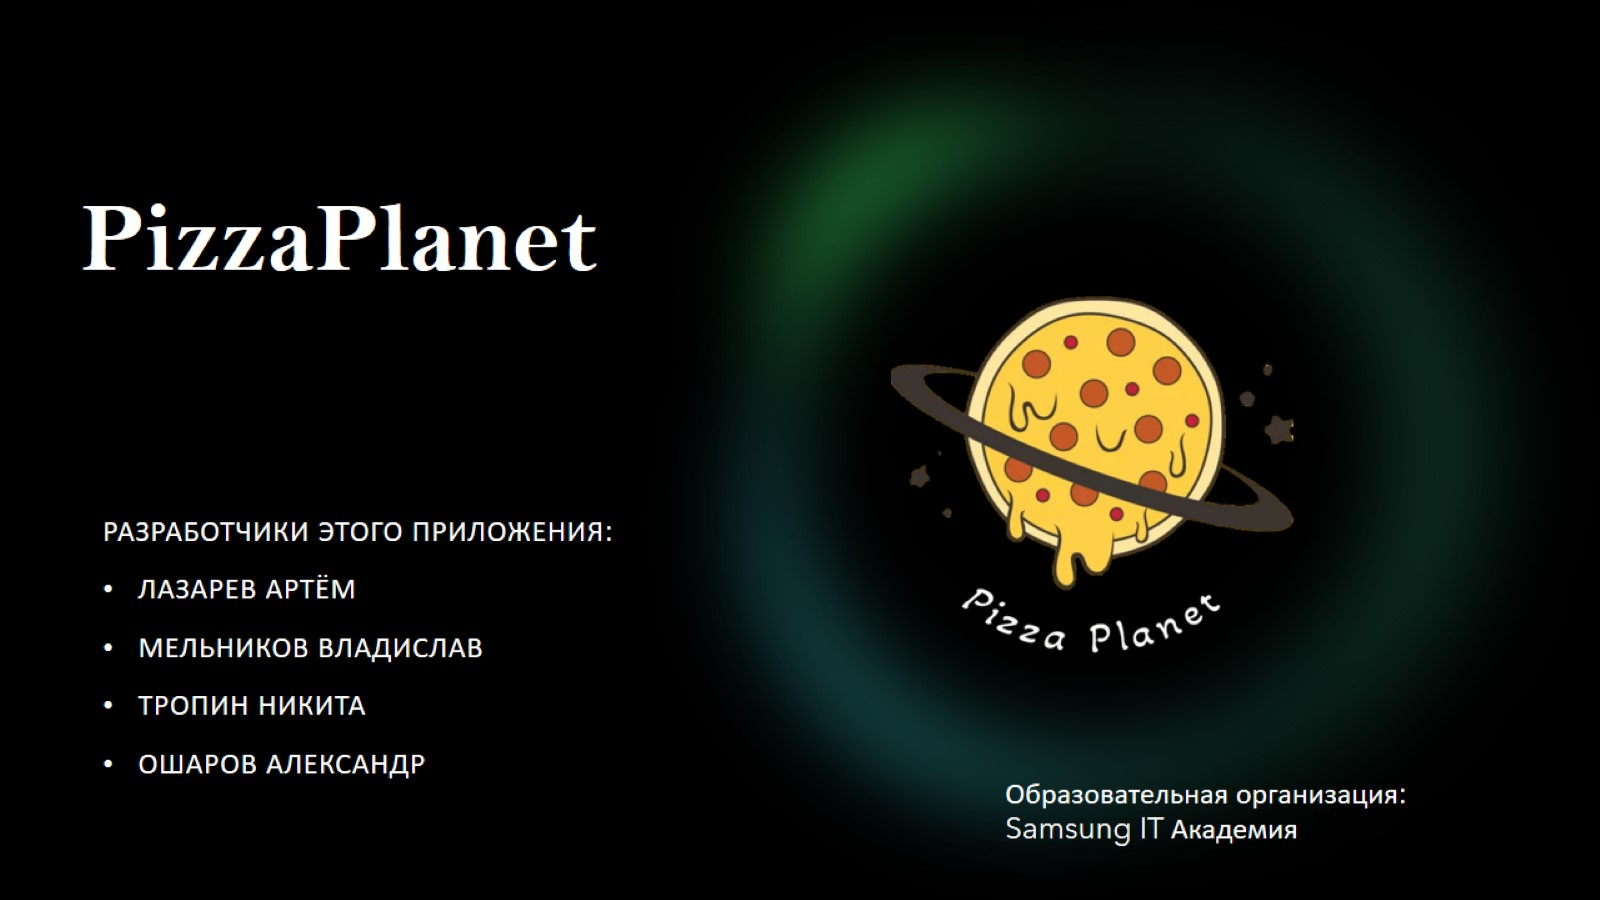 PizzaPlanet
РАЗРАБОТЧИКИ ЭТОГО ПРИЛОЖЕНИЯ:
• ЛАЗАРЕВ АРТЁМ
• МЕЛЬНИКОВ ВЛАДИСЛАВ
• ТРОПИН НИКИТА
• ОШАРОВ АЛЕКСАНДР
Pizza Planet
Образовательная организация:
Samsung IT Академия